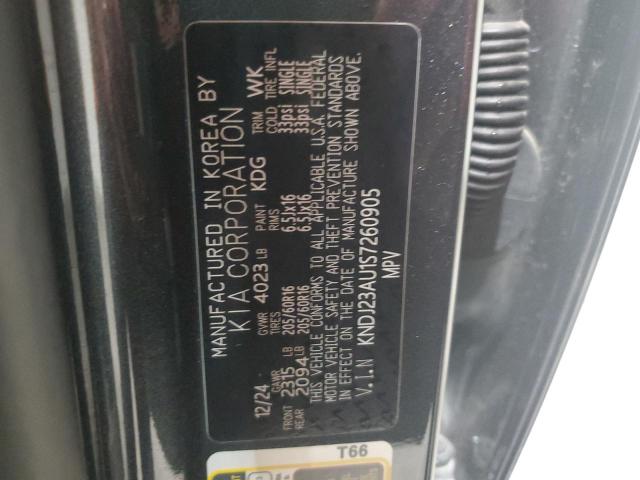 MANUFACTURED IN KOREA BY
KIA CORPORATION
12/24 GVWR 4023 LB PAINT KDG TRIM WK
GAWR TIRES RIMS COLD TIRE INFL
FRONT 2315 LB 205/60R16 6.5JX16 33psi SINGLE
REAR 2094 LB 205/60R16 6.5JX16 33psi SINGLE
THIS VEHICLE CONFORMS TO ALL APPLICABLE U.S.A. FEDERAL
MOTOR VEHICLE SAFETY AND THEFT PREVENTION STANDARDS
IN EFFECT ON THE DATE OF MANUFACTURE SHOWN ABOVE.
V.I.N KNDJ23AU1S7260905
MPV
T66